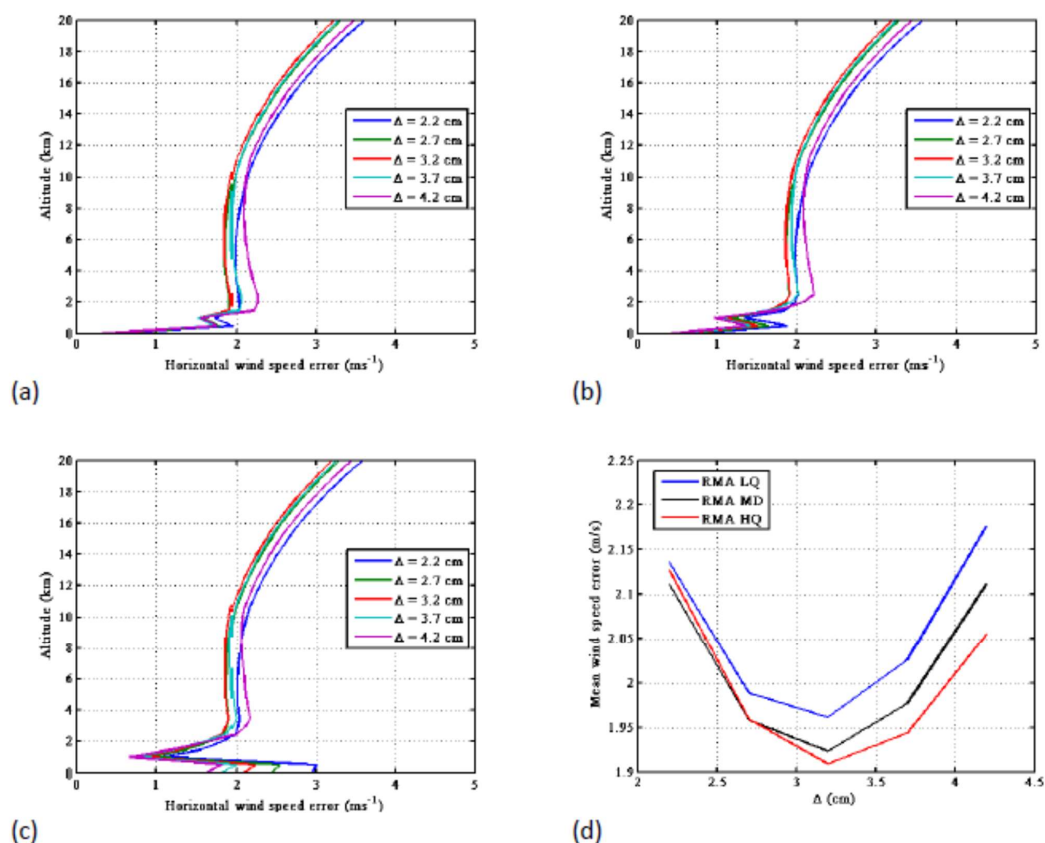 20
18
16
14
12
10
8
6
4
2
0
Altitude (km)
Δ = 2.2 cm
Δ = 2.7 cm
Δ = 3.2 cm
Δ = 3.7 cm
Δ = 4.2 cm
0 1 2 3 4 5
Horizontal wind speed error (ms⁻¹)
(a)
20
18
16
14
12
10
8
6
4
2
0
Altitude (km)
Δ = 2.2 cm
Δ = 2.7 cm
Δ = 3.2 cm
Δ = 3.7 cm
Δ = 4.2 cm
0 1 2 3 4 5
Horizontal wind speed error (ms⁻¹)
(b)
20
18
16
14
12
10
8
6
4
2
0
Altitude (km)
Δ = 2.2 cm
Δ = 2.7 cm
Δ = 3.2 cm
Δ = 3.7 cm
Δ = 4.2 cm
0 1 2 3 4 5
Horizontal wind speed error (ms⁻¹)
(c)
2.25
2.2
2.15
2.1
2.05
2
1.95
1.9
Mean wind speed error (m/s)
RMA LQ
RMA MD
RMA HQ
2 2.5 3 3.5 4 4.5
Δ (cm)
(d)